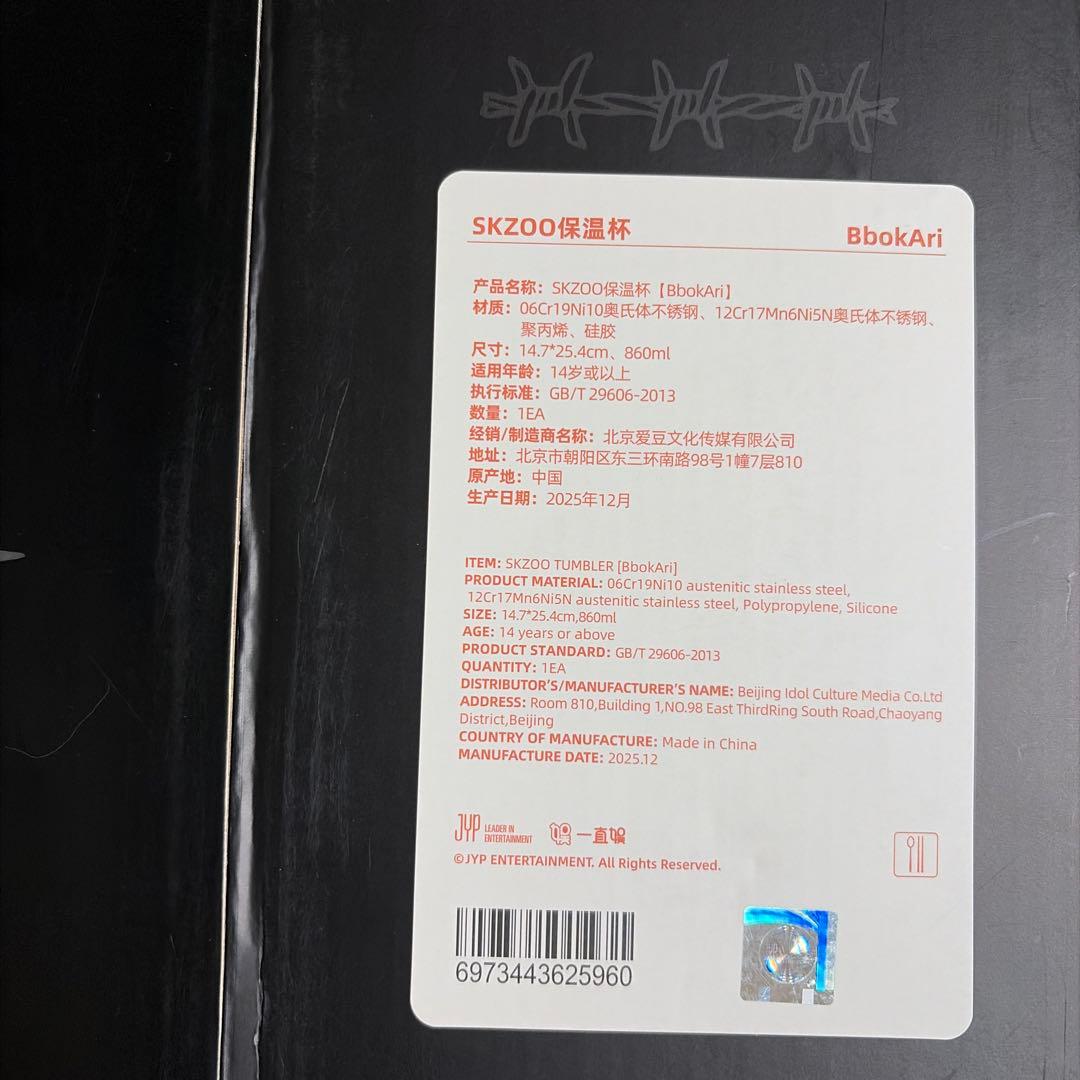 SKZOO保温杯
BbokAri
产品名称：SKZOO保温杯【BbokAri】
材质：06Cr19Ni10奥氏体不锈钢、12Cr17Mn6Ni5N奥氏体不锈钢、
聚丙烯、硅胶
尺寸：14.7*25.4cm、860ml
适用年龄：14岁或以上
执行标准：GB/T 29606-2013
数量：1EA
经销/制造商名称：北京爱豆文化传媒有限公司
地址：北京市朝阳区东三环南路98号1幢7层810
原产地：中国
生产日期：2025年12月
ITEM: SKZOO TUMBLER [BbokAri]
PRODUCT MATERIAL: 06Cr19Ni10 austenitic stainless steel,
12Cr17Mn6Ni5N austenitic stainless steel, Polypropylene, Silicone
SIZE: 14.7*25.4cm,860ml
AGE: 14 years or above
PRODUCT STANDARD: GB/T 29606-2013
QUANTITY: 1EA
DISTRIBUTOR'S/MANUFACTURER'S NAME: Beijing Idol Culture Media Co.Ltd
ADDRESS: Room 810,Building 1,NO.98 East ThirdRing South Road,Chaoyang
District,Beijing
COUNTRY OF MANUFACTURE: Made in China
MANUFACTURE DATE: 2025.12
JYP LEADER IN
ENTERTAINMENT
一直娱
©JYP ENTERTAINMENT. All Rights Reserved.
6973443625960